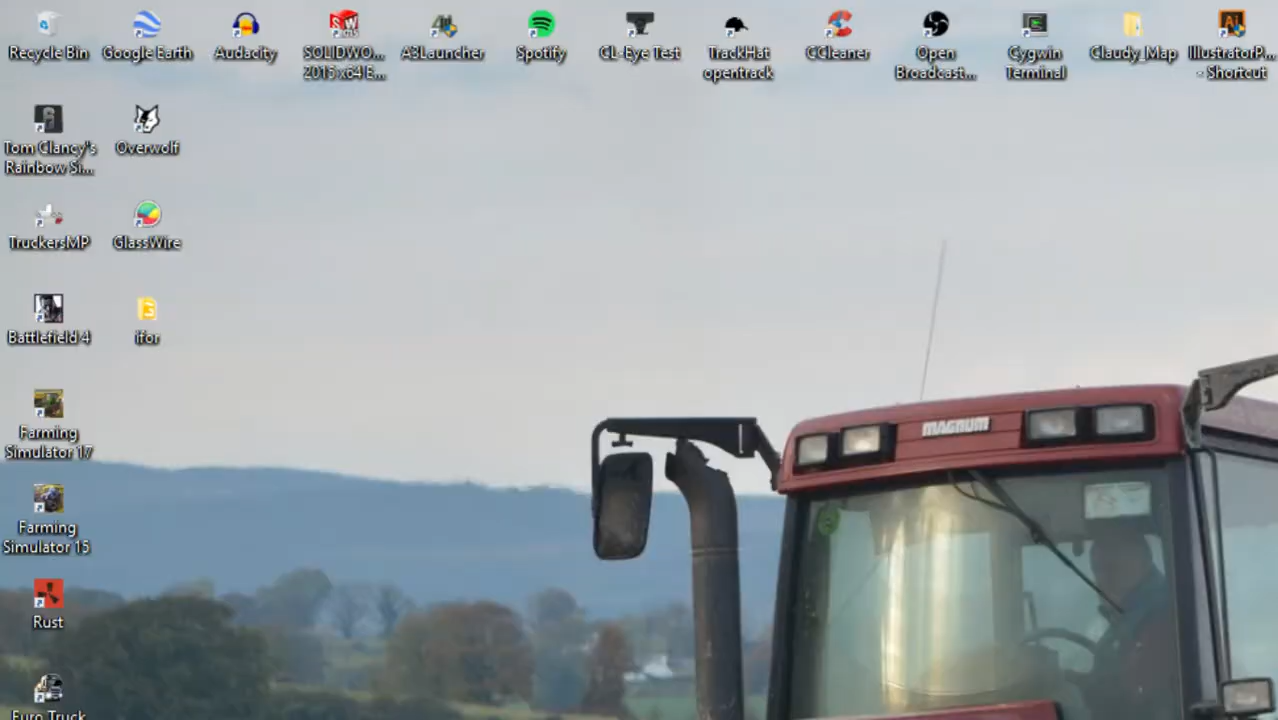 Recycle Bin
Google Earth
Audacity
SOLIDWO...
2015 x64 E...
A3Launcher
Spotify
CL-Eye Test
TrackHat
opentrack
CCleaner
Open
Broadcast...
Cygwin
Terminal
Claudy_Map
IllustratorP...
- Shortcut
Tom Clancy's
Rainbow Si...
Overwolf
TruckersMP
GlassWire
Battlefield 4
ifor
Farming
Simulator 17
Farming
Simulator 15
Rust
Euro Truck
MAGNUM